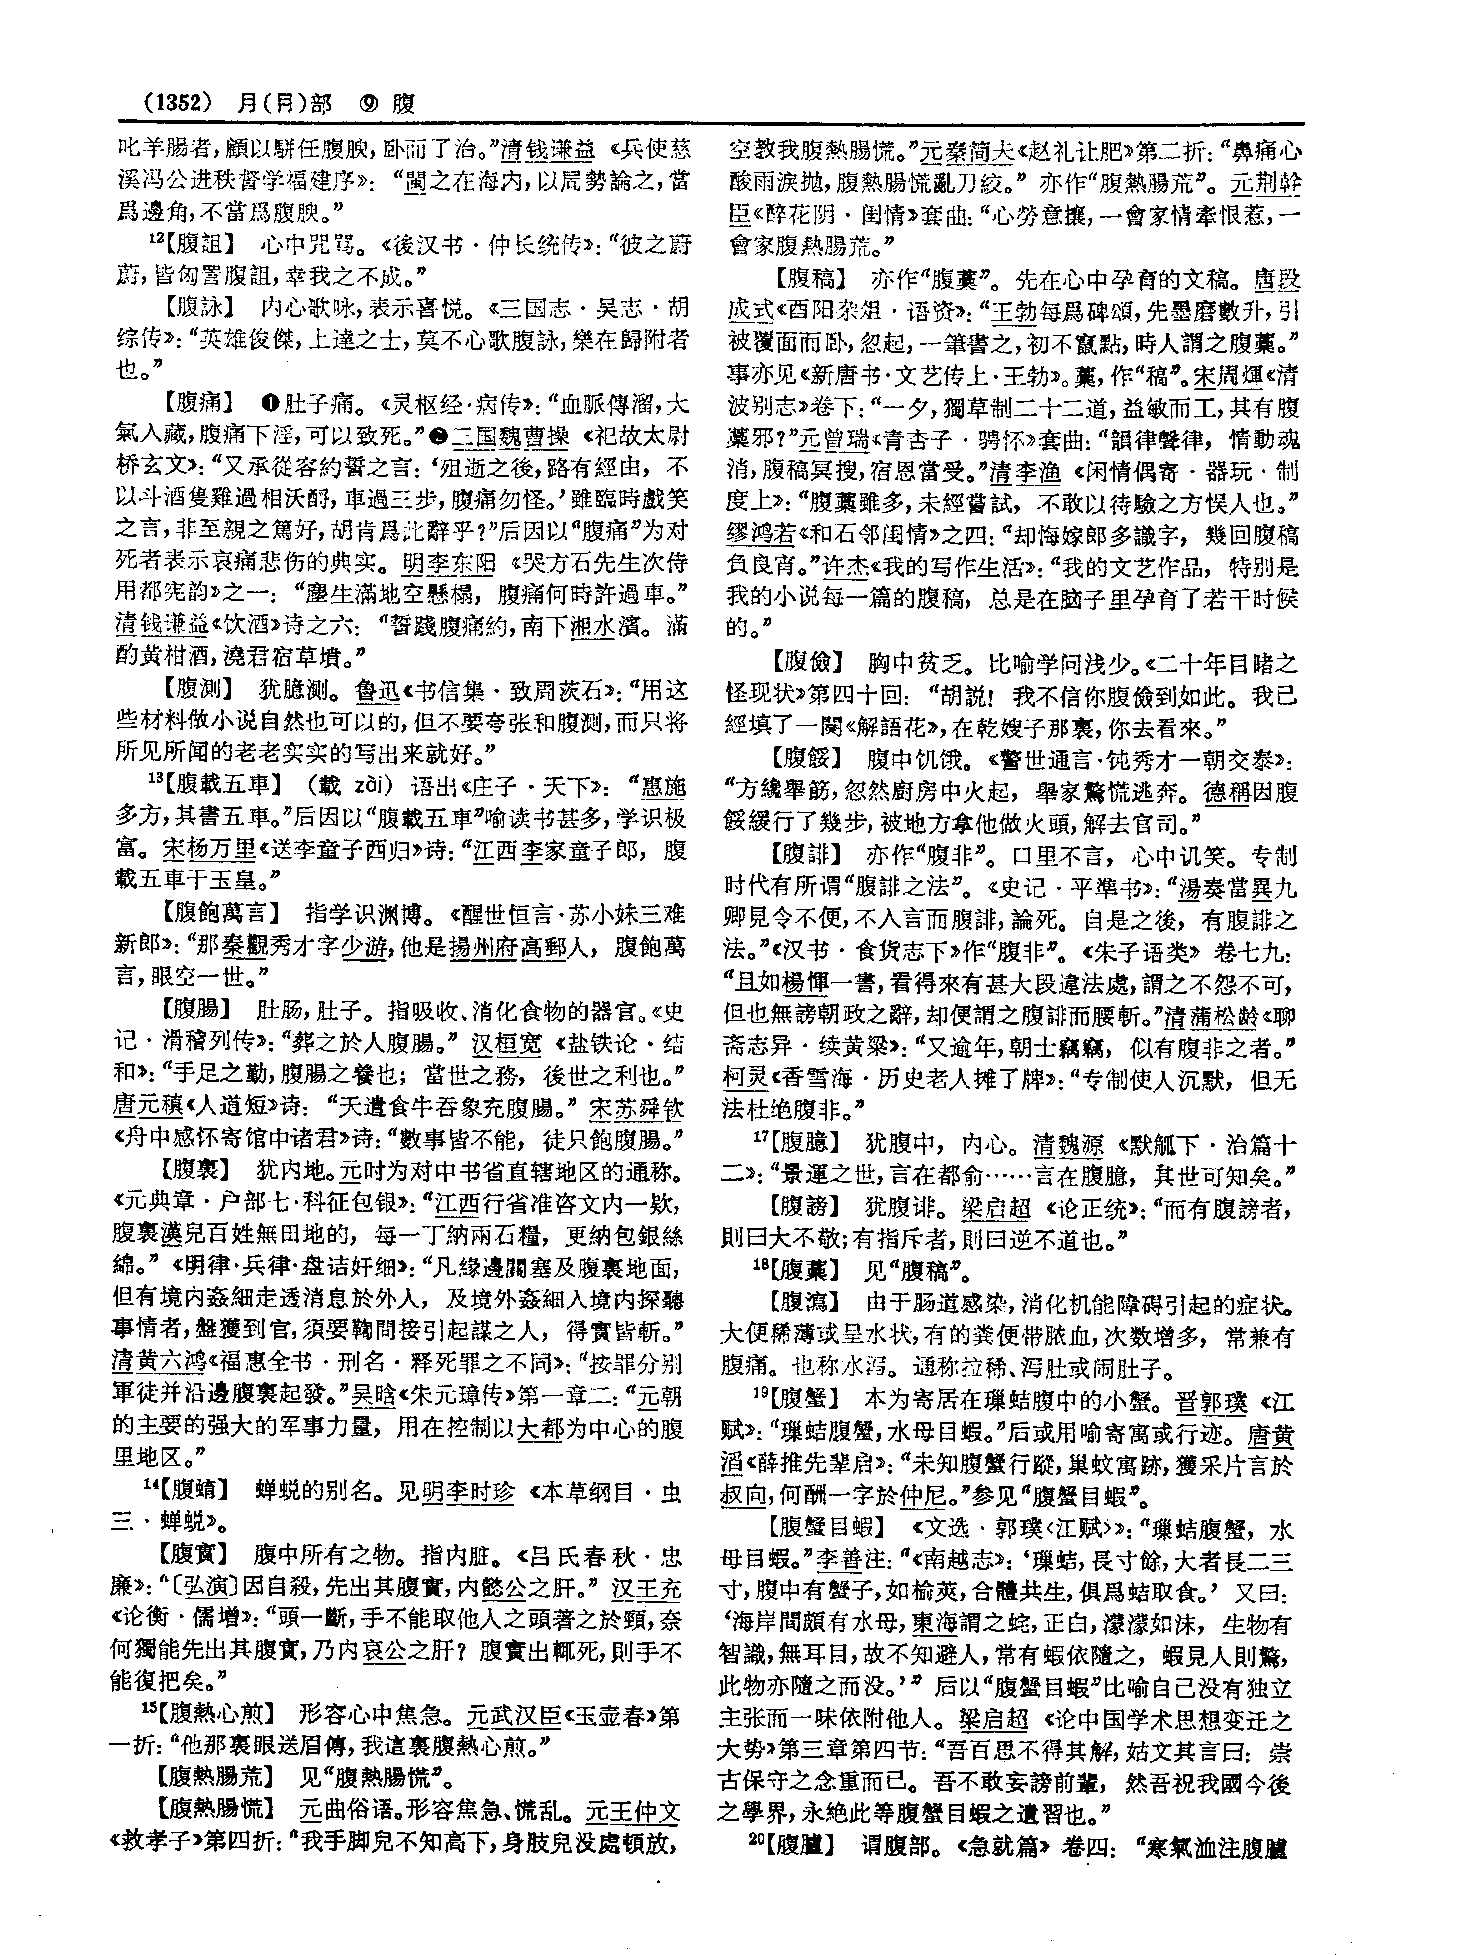 (1352) 月(⺝)部 ⑨ 腹
叱羊腸者，顧以駢任腹腴，卧而了治。”清钱谦益《兵使慈
溪冯公进秩督学福建序》：“閩之在海内，以凥勢論之，當
爲邊角，不當爲腹腴。”
¹²【腹詛】 心中咒骂。《後汉书·仲长统传》：“彼之蔚
蔚，皆匈詈腹詛，幸我之不成。”
【腹詠】 内心歌咏，表示喜悦。《三国志·吴志·胡
综传》：“英雄俊傑，上達之士，莫不心歌腹詠，樂在歸附者
也。”
【腹痛】 ❶肚子痛。《灵枢经·病传》：“血脈傳溜，大
氣入藏，腹痛下淫，可以致死。”❷三国魏曹操《祀故太尉
桥玄文》：“又承從容約誓之言：‘殂逝之後，路有經由，不
以斗酒隻雞過相沃酹，車過三步，腹痛勿怪。’雖臨時戲笑
之言，非至親之篤好，胡肯爲此辭乎？”后因以“腹痛”为对
死者表示哀痛悲伤的典实。明李东阳《哭方石先生次侍
用都宪韵》之一：“塵生滿地空懸榻，腹痛何時許過車。”
清钱谦益《饮酒》诗之六：“誓踐腹痛約，南下湘水濱。滿
酌黄柑酒，澆君宿草墳。”
【腹测】 犹臆测。鲁迅《书信集·致周茨石》：“用这
些材料做小说自然也可以的，但不要夸张和腹测，而只将
所见所闻的老老实实的写出来就好。”
¹³【腹載五車】 (載 zài) 语出《庄子·天下》：“惠施
多方，其書五車。”后因以“腹載五車”喻读书甚多，学识极
富。宋杨万里《送李童子西归》诗：“江西李家童子郎，腹
載五車干玉皇。”
【腹飽萬言】 指学识渊博。《醒世恒言·苏小妹三难
新郎》：“那秦觀秀才字少游，他是揚州府高郵人，腹飽萬
言，眼空一世。”
【腹腸】 肚肠，肚子。指吸收、消化食物的器官。《史
记·滑稽列传》：“葬之於人腹腸。”汉桓宽《盐铁论·结
和》：“手足之勤，腹腸之養也；當世之務，後世之利也。”
唐元稹《人道短》诗：“天遣食牛吞象充腹腸。”宋苏舜钦
《舟中感怀寄馆中诸君》诗：“數事皆不能，徒只飽腹腸。”
【腹裏】 犹内地。元时为对中书省直辖地区的通称。
《元典章·户部七·科征包银》：“江西行省准咨文内一款，
腹裏漢兒百姓無田地的，每一丁納兩石糧，更納包銀絲
綿。”《明律·兵律·盘诘奸细》：“凡緣邊關塞及腹裏地面，
但有境内姦細走透消息於外人，及境外姦細入境内探聽
事情者，盤獲到官，須要鞫問接引起謀之人，得實皆斬。”
清黄六鸿《福惠全书·刑名·释死罪之不同》：“按罪分别
軍徒并沿邊腹裏起發。”吴晗《朱元璋传》第一章二：“元朝
的主要的强大的军事力量，用在控制以大都为中心的腹
里地区。”
¹⁴【腹蜟】 蝉蜕的别名。见明李时珍《本草纲目·虫
三·蝉蜕》。
【腹實】 腹中所有之物。指内脏。《吕氏春秋·忠
廉》：“〔弘演〕因自殺，先出其腹實，内懿公之肝。”汉王充
《论衡·儒增》：“頭一斷，手不能取他人之頭著之於頸，奈
何獨能先出其腹實，乃内哀公之肝？腹實出輒死，則手不
能復把矣。”
¹⁵【腹熱心煎】 形容心中焦急。元武汉臣《玉壶春》第
一折：“他那裏眼送眉傳，我這裏腹熱心煎。”
【腹熱腸荒】 见“腹熱腸慌”。
【腹熱腸慌】 元曲俗语。形容焦急、慌乱。元王仲文
《救孝子》第四折：“我手脚兒不知高下，身肢兒没處頓放，
空教我腹熱腸慌。”元秦简夫《赵礼让肥》第二折：“鼻痛心
酸雨淚抛，腹熱腸慌亂刀絞。”亦作“腹熱腸荒”。元荆幹
臣《醉花阴·闺情》套曲：“心勞意攘，一會家情牽恨惹，一
會家腹熱腸荒。”
【腹稿】 亦作“腹藁”。先在心中孕育的文稿。唐段
成式《酉阳杂俎·语资》：“王勃每爲碑頌，先墨磨數升，引
被覆面而卧，忽起，一筆書之，初不竄點，時人謂之腹藁。”
事亦见《新唐书·文艺传上·王勃》。藁，作“稿”。宋周煇《清
波别志》卷下：“一夕，獨草制二十二道，益敏而工，其有腹
藁邪？”元曾瑞《青杏子·骋怀》套曲：“韻律聲律，情動魂
消，腹稿冥搜，宿恩當受。”清李渔《闲情偶寄·器玩·制
度上》：“腹藁雖多，未經嘗試，不敢以待驗之方悮人也。”
缪鸿若《和石邻闺情》之四：“却悔嫁郎多識字，幾回腹稿
負良宵。”许杰《我的写作生活》：“我的文艺作品，特别是
我的小说每一篇的腹稿，总是在脑子里孕育了若干时候
的。”
【腹儉】 胸中贫乏。比喻学问浅少。《二十年目睹之
怪现状》第四十回：“胡説！我不信你腹儉到如此。我已
經填了一闋《解語花》，在乾嫂子那裏，你去看來。”
【腹餒】 腹中饥饿。《警世通言·钝秀才一朝交泰》：
“方纔舉筯，忽然廚房中火起，舉家驚慌逃奔。德稱因腹
餒緩行了幾步，被地方拿他做火頭，解去官司。”
【腹誹】 亦作“腹非”。口里不言，心中讥笑。专制
时代有所谓“腹誹之法”。《史记·平準书》：“湯奏當異九
卿見令不便，不入言而腹誹，論死。自是之後，有腹誹之
法。”《汉书·食货志下》作“腹非”。《朱子语类》卷七九：
“且如楊惲一書，看得來有甚大段違法處，謂之不怨不可，
但也無謗朝政之辭，却便謂之腹誹而腰斬。”清蒲松龄《聊
斋志异·续黄粱》：“又逾年，朝士竊竊，似有腹非之者。”
柯灵《香雪海·历史老人摊了牌》：“专制使人沉默，但无
法杜绝腹非。”
¹⁷【腹臆】 犹腹中，内心。清魏源《默觚下·治篇十
二》：“景運之世，言在都俞……言在腹臆，其世可知矣。”
【腹謗】 犹腹诽。梁启超《论正统》：“而有腹謗者，
則曰大不敬；有指斥者，則曰逆不道也。”
¹⁸【腹藁】 见“腹稿”。
【腹瀉】 由于肠道感染，消化机能障碍引起的症状。
大便稀薄或呈水状，有的粪便带脓血，次数增多，常兼有
腹痛。也称水泻。通称拉稀、泻肚或闹肚子。
¹⁹【腹蟹】 本为寄居在璅蛣腹中的小蟹。晋郭璞《江
赋》：“璅蛣腹蟹，水母目蝦。”后或用喻寄寓或行迹。唐黄
滔《薛推先辈启》：“未知腹蟹行蹤，巢蚊寓跡，獲采片言於
叔向，何酬一字於仲尼。”参见“腹蟹目蝦”。
【腹蟹目蝦】 《文选·郭璞〈江赋〉》：“璅蛣腹蟹，水
母目蝦。”李善注：“《南越志》：‘璅蛣，長寸餘，大者長二三
寸，腹中有蟹子，如榆莢，合體共生，俱爲蛣取食。’又曰：
‘海岸間頗有水母，東海謂之䖳，正白，濛濛如沫，生物有
智識，無耳目，故不知避人，常有蝦依隨之，蝦見人則驚，
此物亦隨之而没。’”后以“腹蟹目蝦”比喻自己没有独立
主张而一味依附他人。梁启超《论中国学术思想变迁之
大势》第三章第四节：“吾百思不得其解，姑文其言曰：崇
古保守之念重而已。吾不敢妄謗前輩，然吾祝我國今後
之學界，永絶此等腹蟹目蝦之遺習也。”
²⁰【腹臚】 谓腹部。《急就篇》卷四：“寒氣泄注腹臚